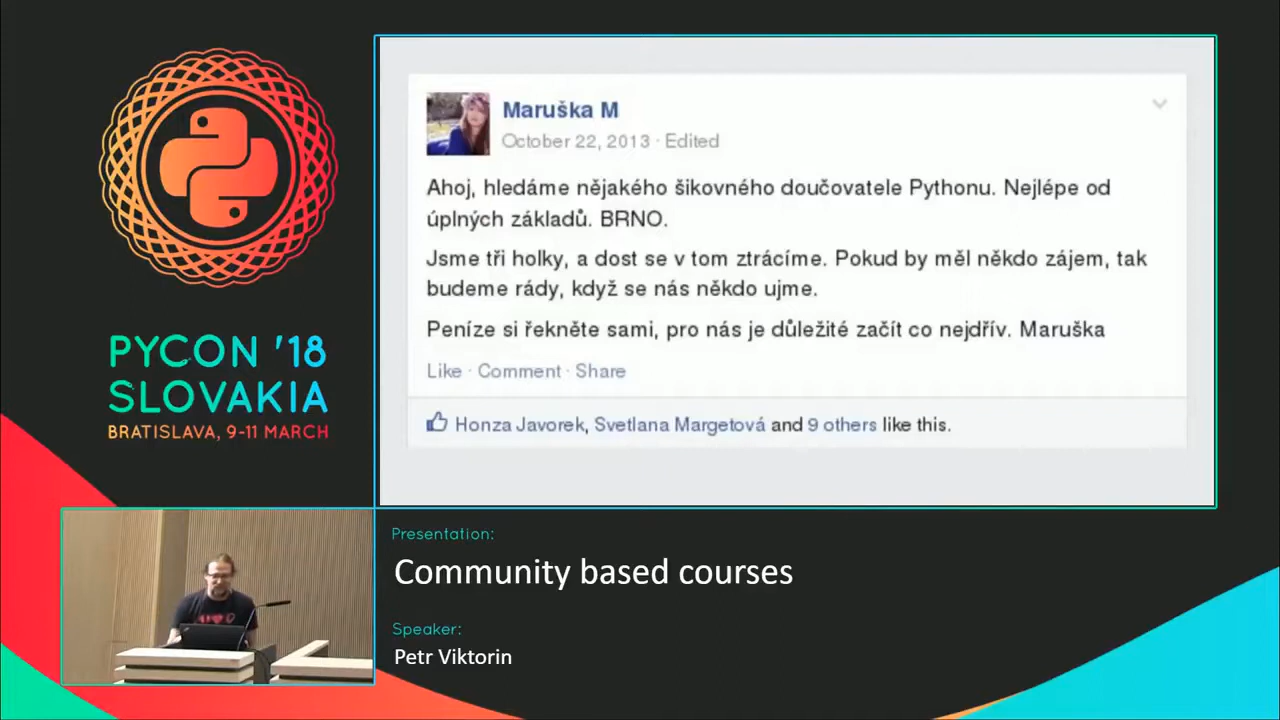 PYCON '18
SLOVAKIA
BRATISLAVA, 9-11 MARCH
Maruška M
October 22, 2013 · Edited
Ahoj, hledáme nějakého šikovného doučovatele Pythonu. Nejlépe od
úplných základů. BRNO.
Jsme tři holky, a dost se v tom ztrácíme. Pokud by měl někdo zájem, tak
budeme rády, když se nás někdo ujme.
Peníze si řekněte sami, pro nás je důležité začít co nejdřív. Maruška
Like · Comment · Share
Honza Javorek, Svetlana Margetová and 9 others like this.
Presentation:
Community based courses
Speaker:
Petr Viktorin